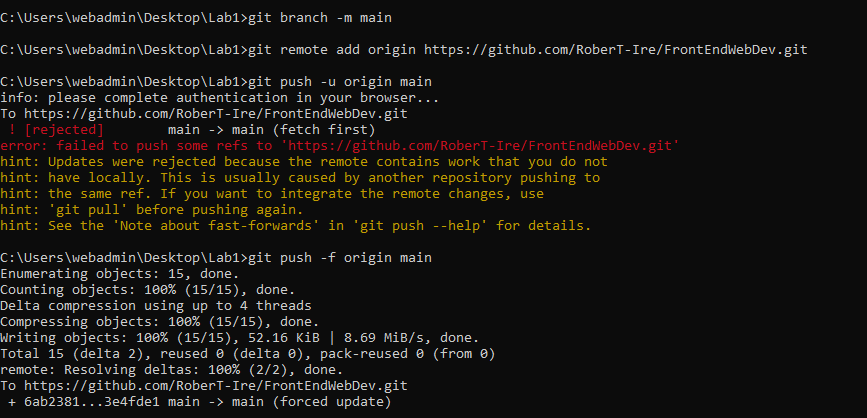 C:\Users\webadmin\Desktop\Lab1>git branch -m main
C:\Users\webadmin\Desktop\Lab1>git remote add origin https://github.com/RoberT-Ire/FrontEndWebDev.git
C:\Users\webadmin\Desktop\Lab1>git push -u origin main
info: please complete authentication in your browser...
To https://github.com/RoberT-Ire/FrontEndWebDev.git
 ! [rejected]        main -> main (fetch first)
error: failed to push some refs to 'https://github.com/RoberT-Ire/FrontEndWebDev.git'
hint: Updates were rejected because the remote contains work that you do not
hint: have locally. This is usually caused by another repository pushing to
hint: the same ref. If you want to integrate the remote changes, use
hint: 'git pull' before pushing again.
hint: See the 'Note about fast-forwards' in 'git push --help' for details.
C:\Users\webadmin\Desktop\Lab1>git push -f origin main
Enumerating objects: 15, done.
Counting objects: 100% (15/15), done.
Delta compression using up to 4 threads
Compressing objects: 100% (15/15), done.
Writing objects: 100% (15/15), 52.16 KiB | 8.69 MiB/s, done.
Total 15 (delta 2), reused 0 (delta 0), pack-reused 0 (from 0)
remote: Resolving deltas: 100% (2/2), done.
To https://github.com/RoberT-Ire/FrontEndWebDev.git
 + 6ab2381...3e4fde1 main -> main (forced update)